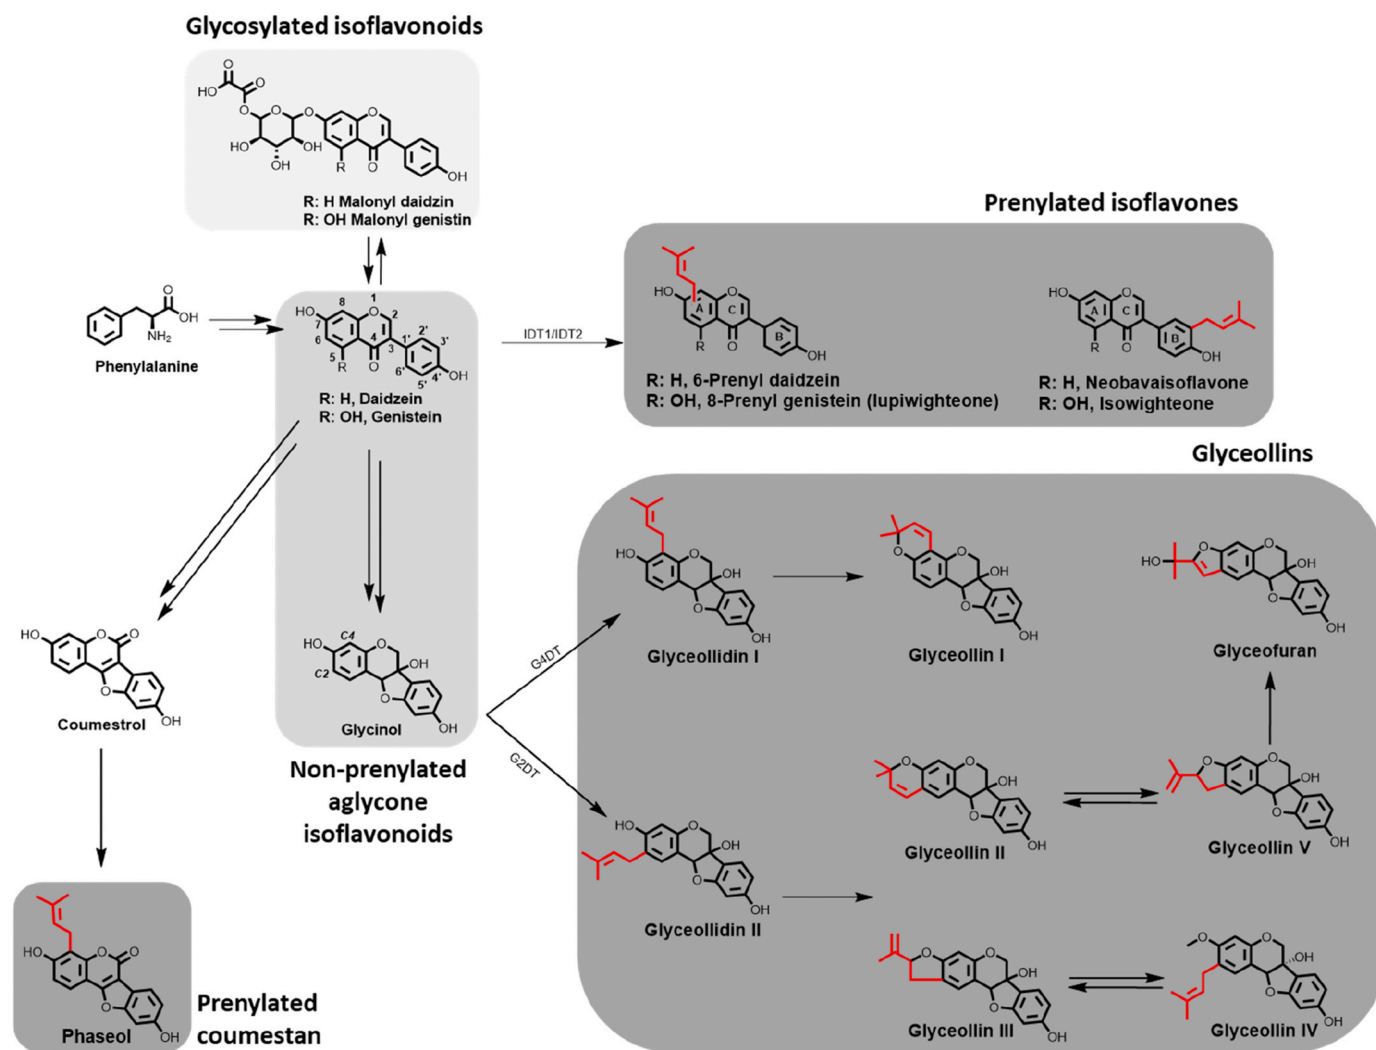 Glycosylated isoflavonoids
O
O
HO
O
O
O
O
HO
OH
OH
R
O
OH
R: H Malonyl daidzin
R: OH Malonyl genistin
Prenylated isoflavones
HO
A
O
C
R
O
B
OH
R: H, 6-Prenyl daidzein
R: OH, 8-Prenyl genistein (lupiwighteone)
HO
A
O
C
R
O
B
OH
R: H, Neobavaisoflavone
R: OH, Isowighteone
O
OH
NH2
Phenylalanine
HO
8
1
O
2
7
6
5
4
3
R
O
1'
2'
3'
4'
5'
6'
OH
R: H, Daidzein
R: OH, Genistein
IDT1/IDT2
Glyceollins
HO
O
OH
O
OH
Glyceollidin I
O
O
OH
O
OH
Glyceollin I
HO
O
O
OH
O
OH
Glyceofuran
HO
O
O
O
OH
Coumestrol
HO
C4
O
C2
OH
O
OH
Glycinol
G4DT
G2DT
Non-prenylated
aglycone
isoflavonoids
HO
O
OH
O
OH
Glyceollidin II
O
O
OH
O
OH
Glyceollin II
O
O
OH
O
OH
Glyceollin V
O
O
OH
O
OH
Glyceollin III
O
O
OH
O
OH
Glyceollin IV
HO
O
O
O
OH
Phaseol
Prenylated
coumestan